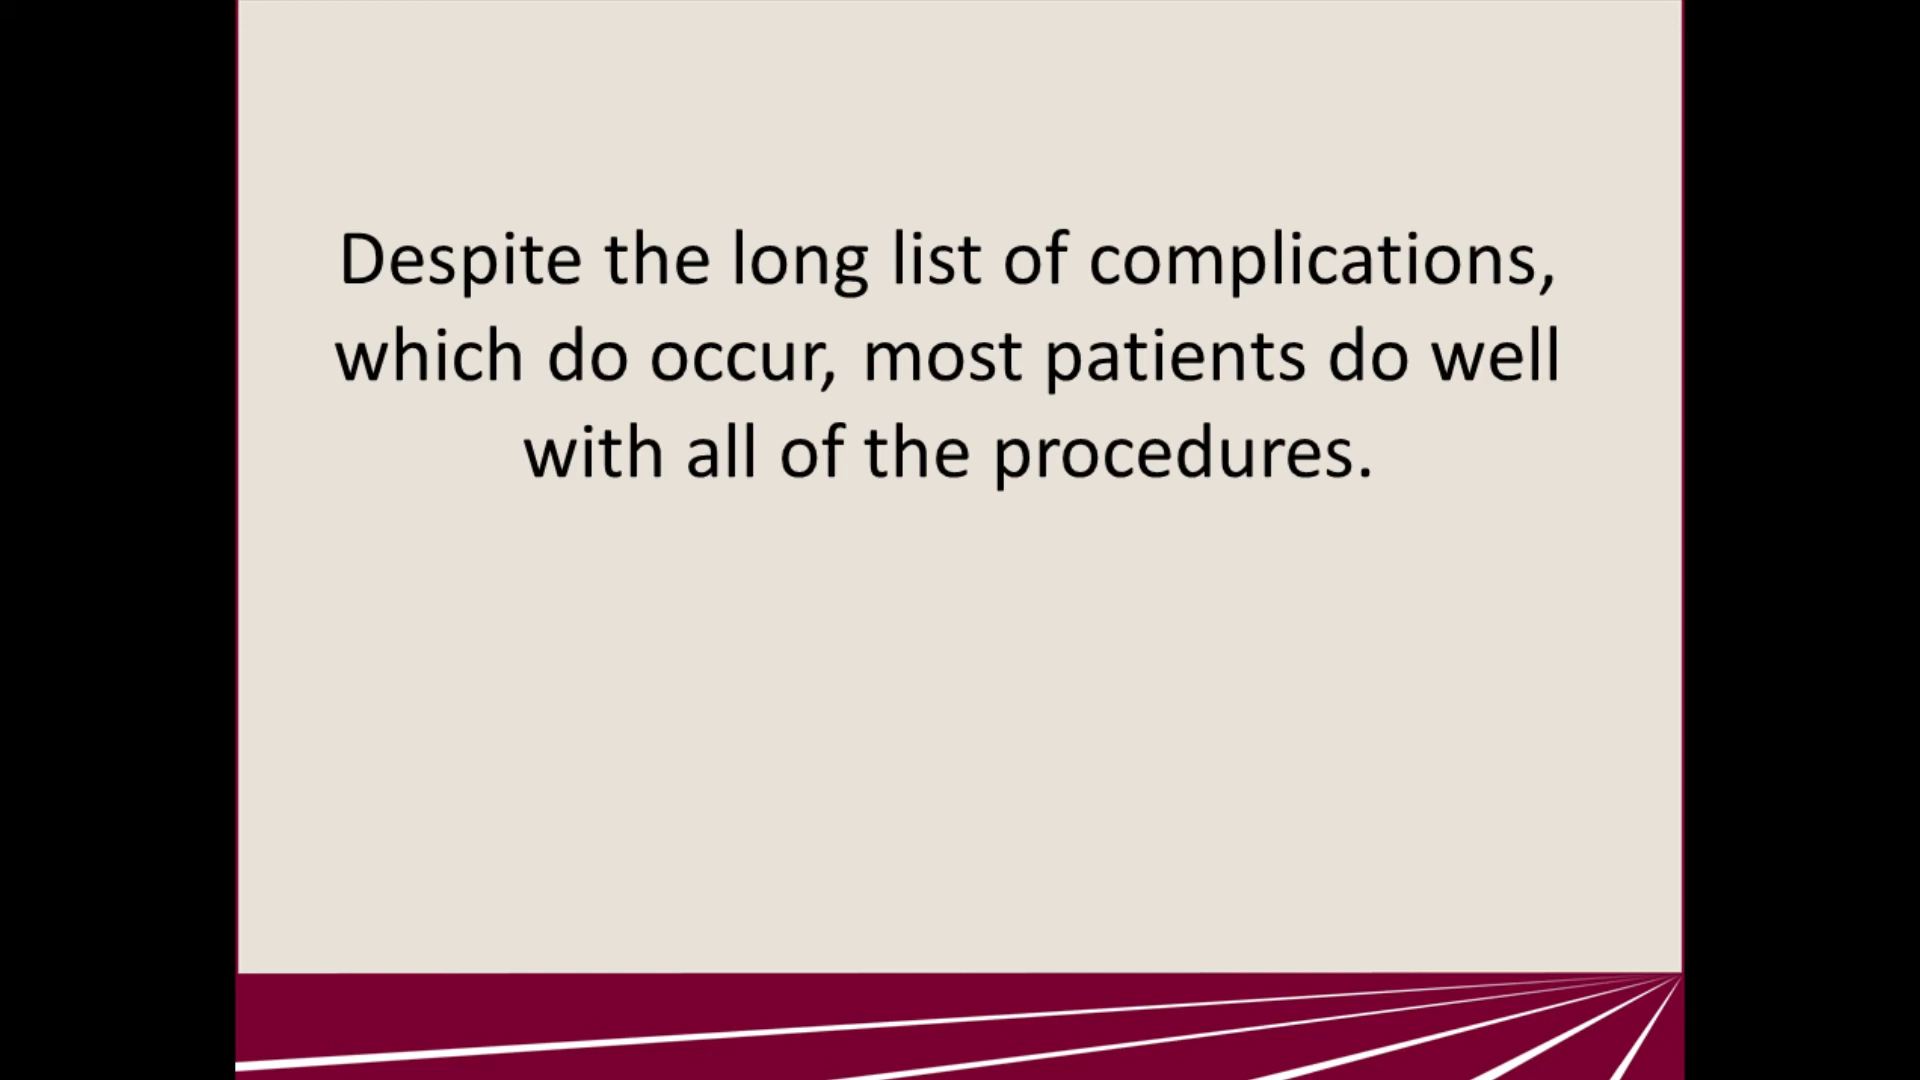 Despite the long list of complications,
which do occur, most patients do well
with all of the procedures.